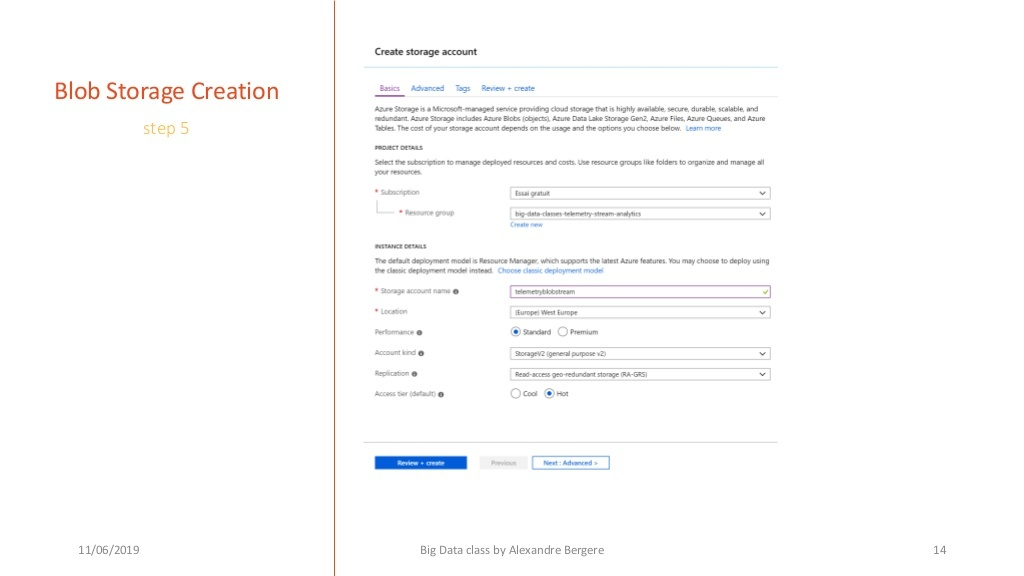 Blob Storage Creation
step 5
Create storage account
Basics Advanced Tags Review + create
Azure Storage is a Microsoft-managed service providing cloud storage that is highly available, secure, durable, scalable, and
redundant. Azure Storage includes Azure Blobs (objects), Azure Data Lake Storage Gen2, Azure Files, Azure Queues, and Azure
Tables. The cost of your storage account depends on the usage and the options you choose below. Learn more
PROJECT DETAILS
Select the subscription to manage deployed resources and costs. Use resource groups like folders to organize and manage all
your resources.
* Subscription Essai gratuit
* Resource group big-data-classes-telemetry-stream-analytics
Create new
INSTANCE DETAILS
The default deployment model is Resource Manager, which supports the latest Azure features. You may choose to deploy using
the classic deployment model instead. Choose classic deployment model
* Storage account name telemetryblobstream
* Location (Europe) West Europe
Performance Standard Premium
Account kind StorageV2 (general purpose v2)
Replication Read-access geo-redundant storage (RA-GRS)
Access tier (default) Cool Hot
Review + create Previous Next : Advanced >
11/06/2019 Big Data class by Alexandre Bergere 14